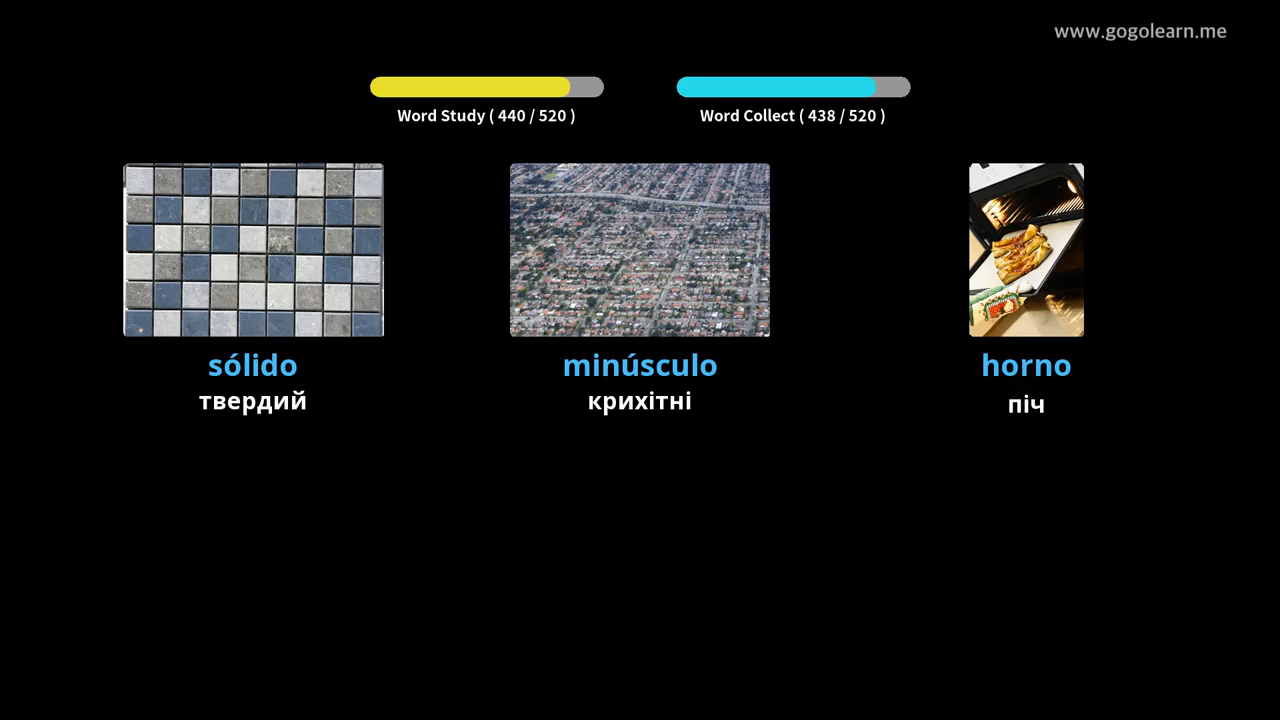 www.gogolearn.me
Word Study ( 440 / 520 )
Word Collect ( 438 / 520 )
sólido
твердий
minúsculo
крихітні
horno
піч